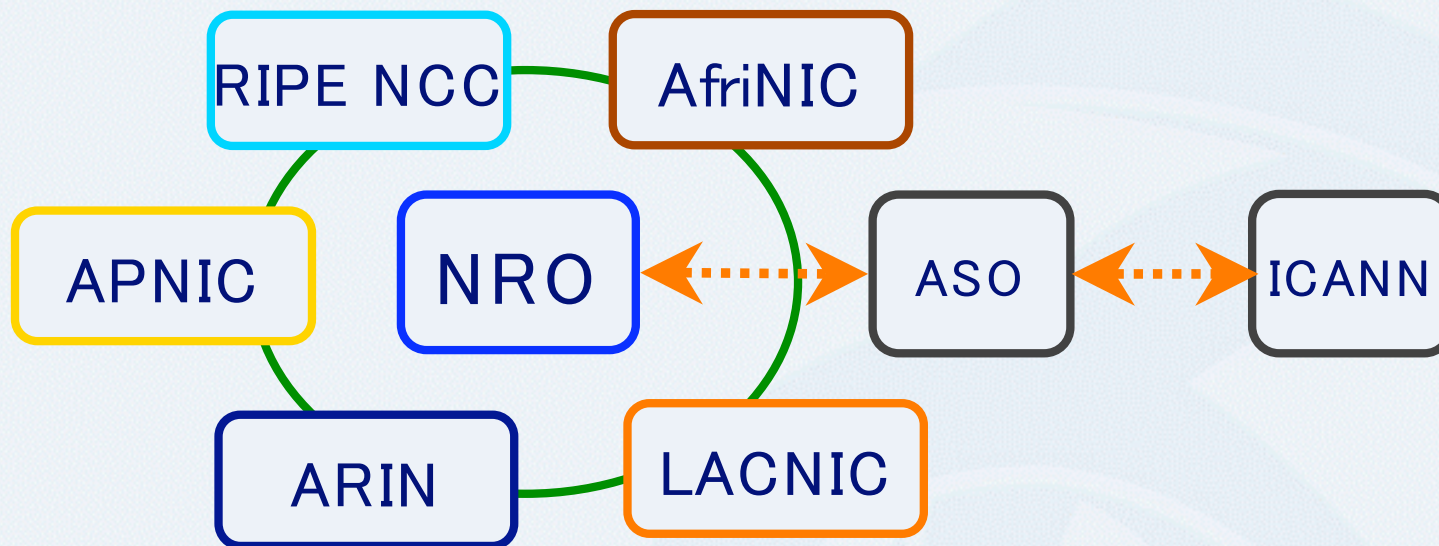 RIPE NCC
AfriNIC
APNIC
NRO
ASO
ICANN
ARIN
LACNIC